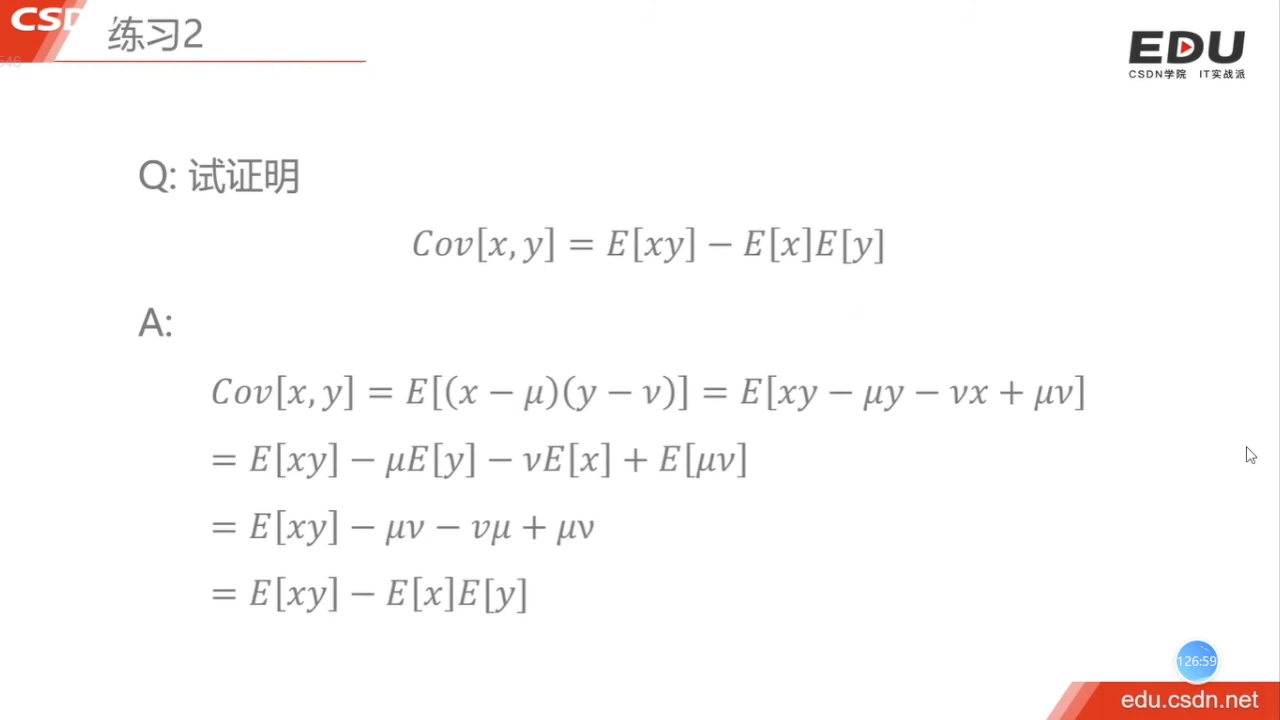 CSD
练习2
EDU
CSDN学院 IT实战派
Q: 试证明
Cov[x, y] = E[xy] − E[x]E[y]
A:
Cov[x, y] = E[(x − μ)(y − ν)] = E[xy − μy − νx + μν]
= E[xy] − μE[y] − νE[x] + E[μν]
= E[xy] − μν − νμ + μν
= E[xy] − E[x]E[y]
126:59
edu.csdn.net